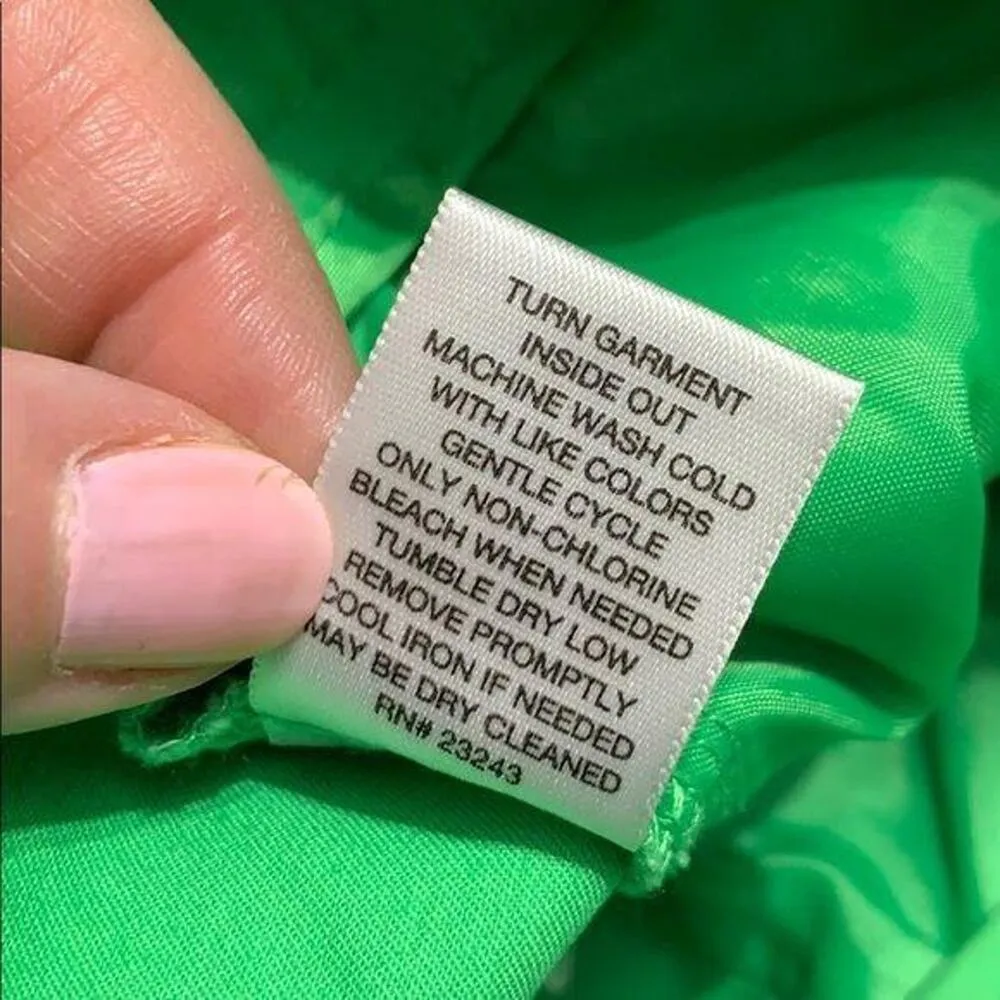 TURN GARMENT
INSIDE OUT
MACHINE WASH COLD
WITH LIKE COLORS
GENTLE CYCLE
ONLY NON-CHLORINE
BLEACH WHEN NEEDED
TUMBLE DRY LOW
REMOVE PROMPTLY
COOL IRON IF NEEDED
MAY BE DRY CLEANED
RN# 23243